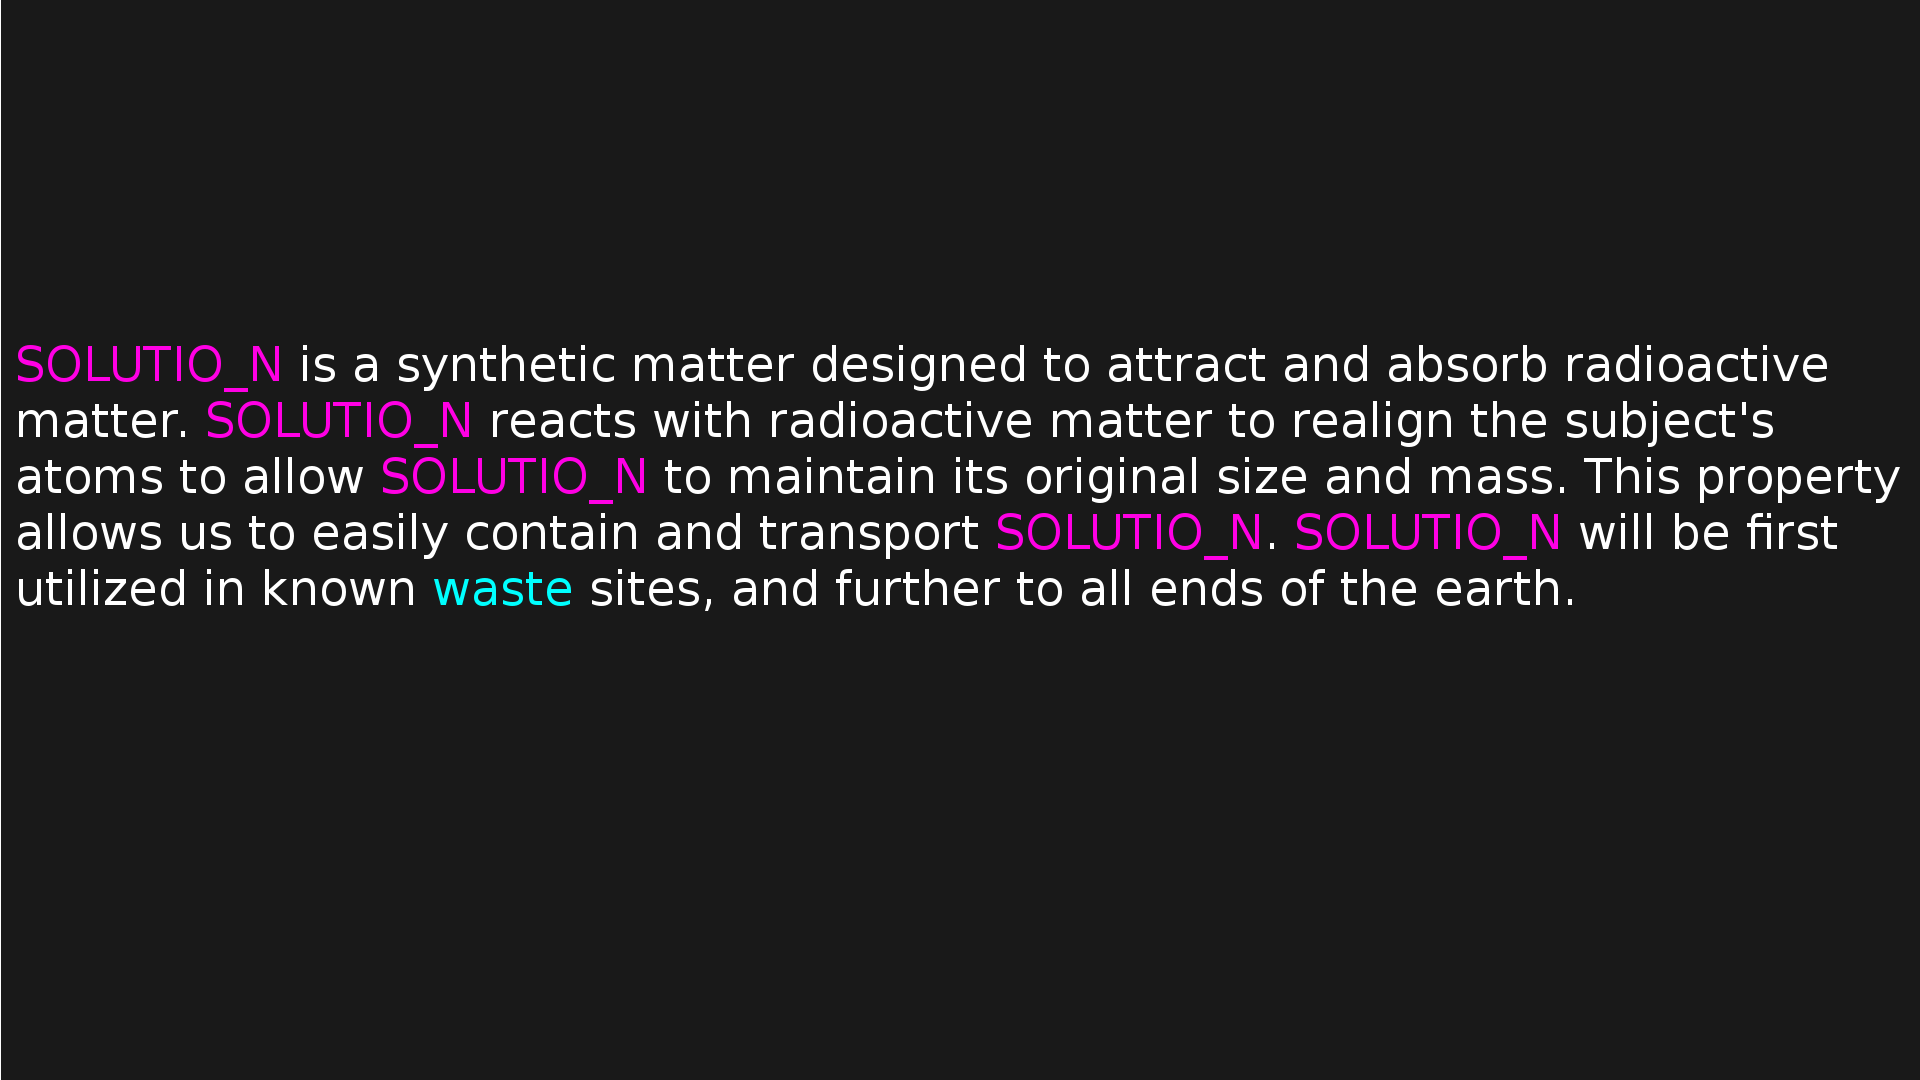 SOLUTIO_N is a synthetic matter designed to attract and absorb radioactive
matter. SOLUTIO_N reacts with radioactive matter to realign the subject's
atoms to allow SOLUTIO_N to maintain its original size and mass. This property
allows us to easily contain and transport SOLUTIO_N. SOLUTIO_N will be first
utilized in known waste sites, and further to all ends of the earth.